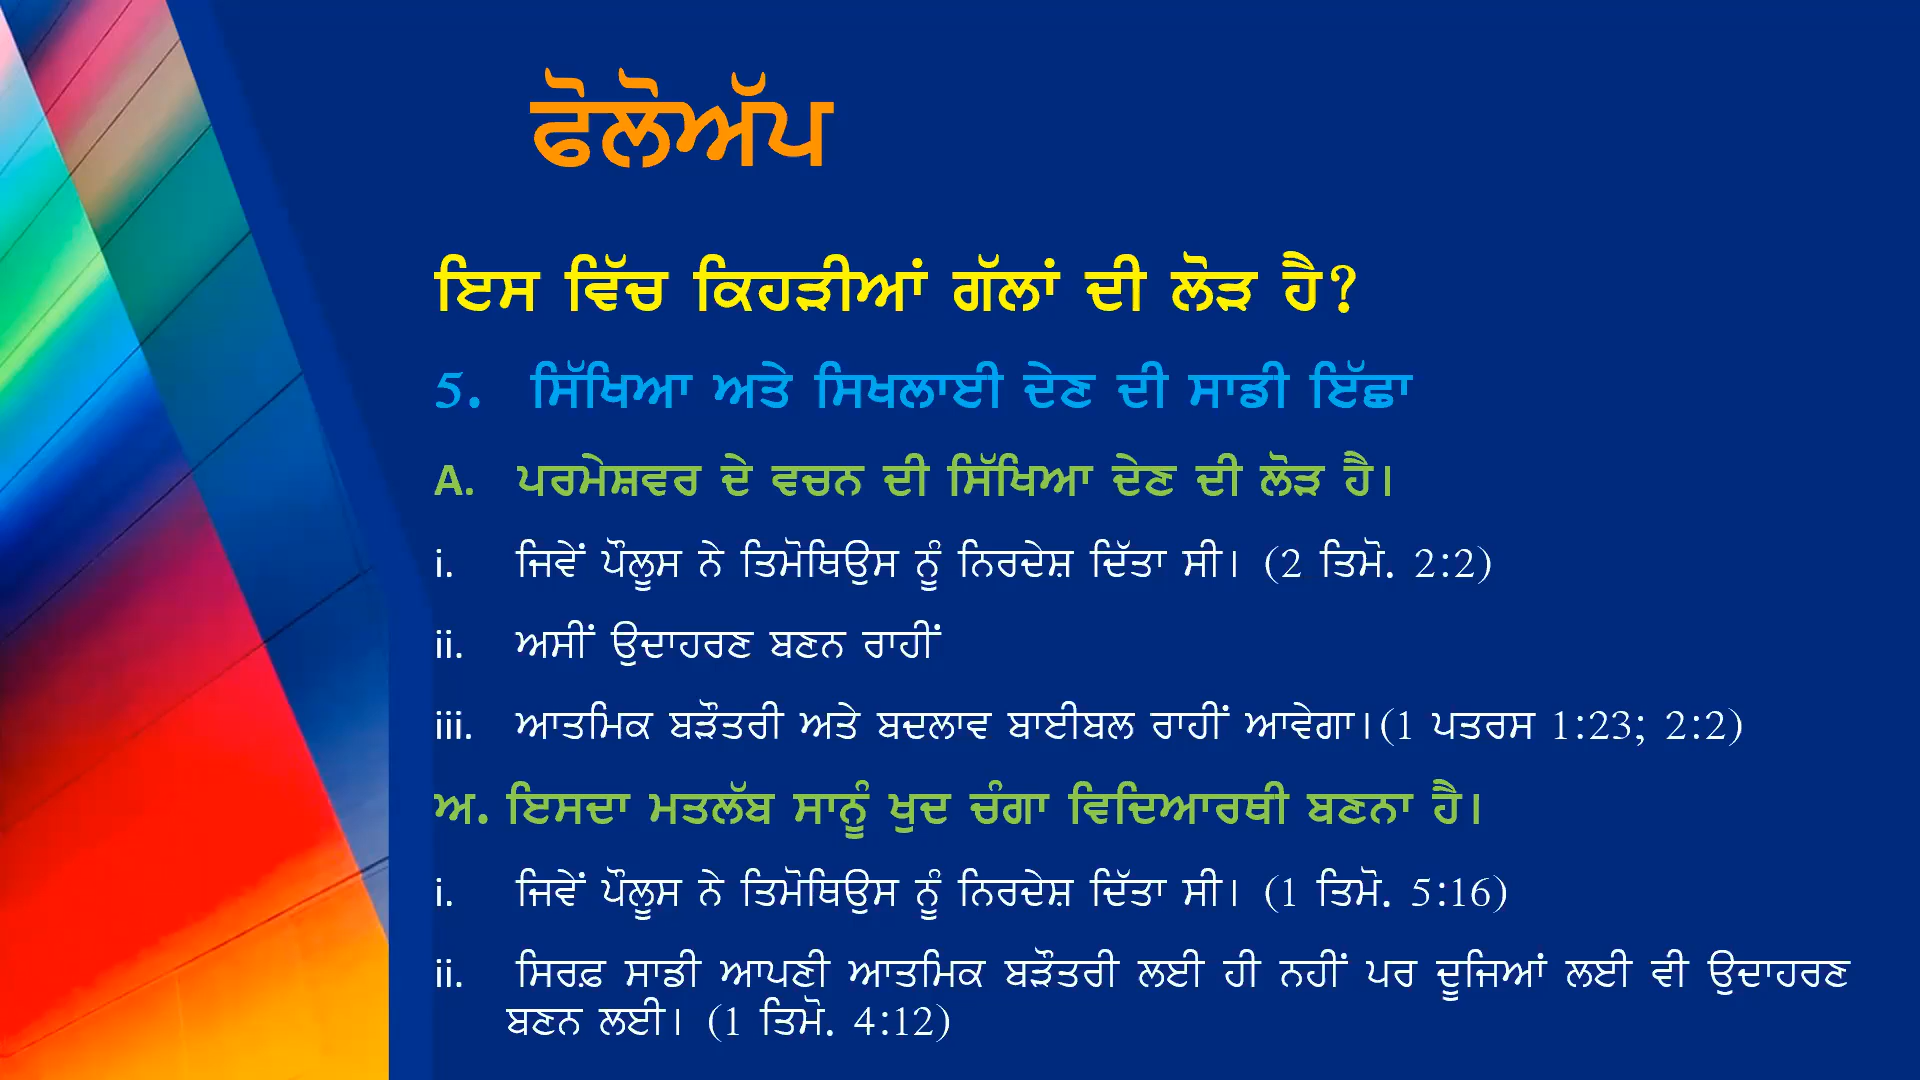 ਫੋਲੋਅੱਪ
ਇਸ ਵਿੱਚ ਕਿਹੜੀਆਂ ਗੱਲਾਂ ਦੀ ਲੋੜ ਹੈ?
5. ਸਿੱਖਿਆ ਅਤੇ ਸਿਖਲਾਈ ਦੇਣ ਦੀ ਸਾਡੀ ਇੱਛਾ
A. ਪਰਮੇਸ਼ਵਰ ਦੇ ਵਚਨ ਦੀ ਸਿੱਖਿਆ ਦੇਣ ਦੀ ਲੋੜ ਹੈ।
i. ਜਿਵੇਂ ਪੌਲੂਸ ਨੇ ਤਿਮੋਥਿਉਸ ਨੂੰ ਨਿਰਦੇਸ਼ ਦਿੱਤਾ ਸੀ। (2 ਤਿਮੋ. 2:2)
ii. ਅਸੀਂ ਉਦਾਹਰਣ ਬਣਨ ਰਾਹੀਂ
iii. ਆਤਮਿਕ ਬੜੌਤਰੀ ਅਤੇ ਬਦਲਾਵ ਬਾਈਬਲ ਰਾਹੀਂ ਆਵੇਗਾ।(1 ਪਤਰਸ 1:23; 2:2)
ਅ. ਇਸਦਾ ਮਤਲੱਬ ਸਾਨੂੰ ਖੁਦ ਚੰਗਾ ਵਿਦਿਆਰਥੀ ਬਣਨਾ ਹੈ।
i. ਜਿਵੇਂ ਪੌਲੂਸ ਨੇ ਤਿਮੋਥਿਉਸ ਨੂੰ ਨਿਰਦੇਸ਼ ਦਿੱਤਾ ਸੀ। (1 ਤਿਮੋ. 5:16)
ii. ਸਿਰਫ਼ ਸਾਡੀ ਆਪਣੀ ਆਤਮਿਕ ਬੜੌਤਰੀ ਲਈ ਹੀ ਨਹੀਂ ਪਰ ਦੂਜਿਆਂ ਲਈ ਵੀ ਉਦਾਹਰਣ
ਬਣਨ ਲਈ। (1 ਤਿਮੋ. 4:12)